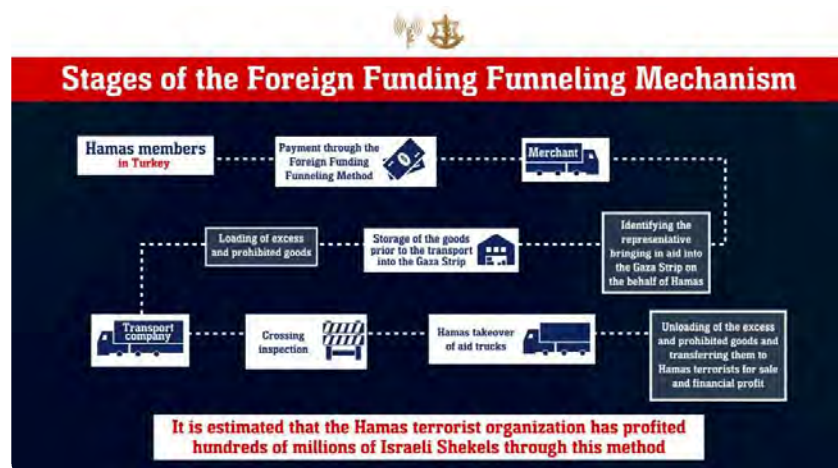 Stages of the Foreign Funding Funneling Mechanism
Hamas members
in Turkey
Payment through the
Foreign Funding
Funneling Method
Merchant
Identifying the
representative
bringing in aid into
the Gaza Strip on
the behalf of Hamas
Storage of the goods
prior to the transport
into the Gaza Strip
Loading of excess
and prohibited goods
Transport
company
Crossing
inspection
Hamas takeover
of aid trucks
Unloading of the excess
and prohibited goods and
transferring them to
Hamas terrorists for sale
and financial profit
It is estimated that the Hamas terrorist organization has profited
hundreds of millions of Israeli Shekels through this method